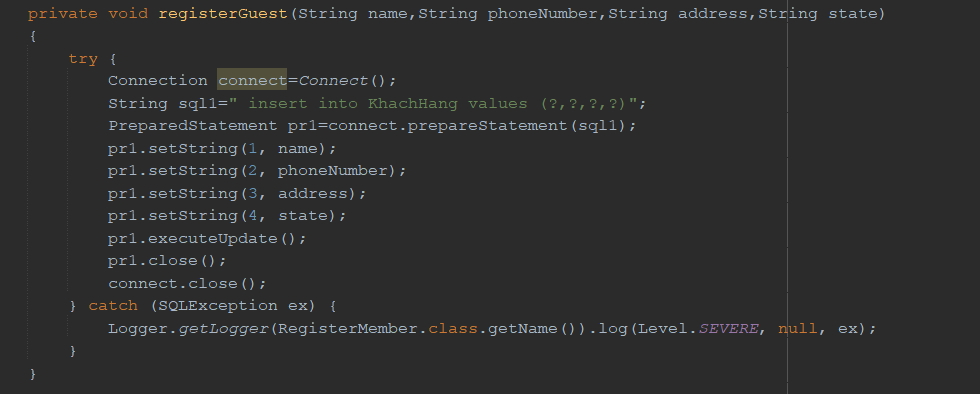 private void registerGuest(String name,String phoneNumber,String address,String state)
{
try {
Connection connect=Connect();
String sql1=" insert into KhachHang values (?,?,?,?)";
PreparedStatement pr1=connect.prepareStatement(sql1);
pr1.setString(1, name);
pr1.setString(2, phoneNumber);
pr1.setString(3, address);
pr1.setString(4, state);
pr1.executeUpdate();
pr1.close();
connect.close();
} catch (SQLException ex) {
Logger.getLogger(RegisterMember.class.getName()).log(Level.SEVERE, null, ex);
}
}